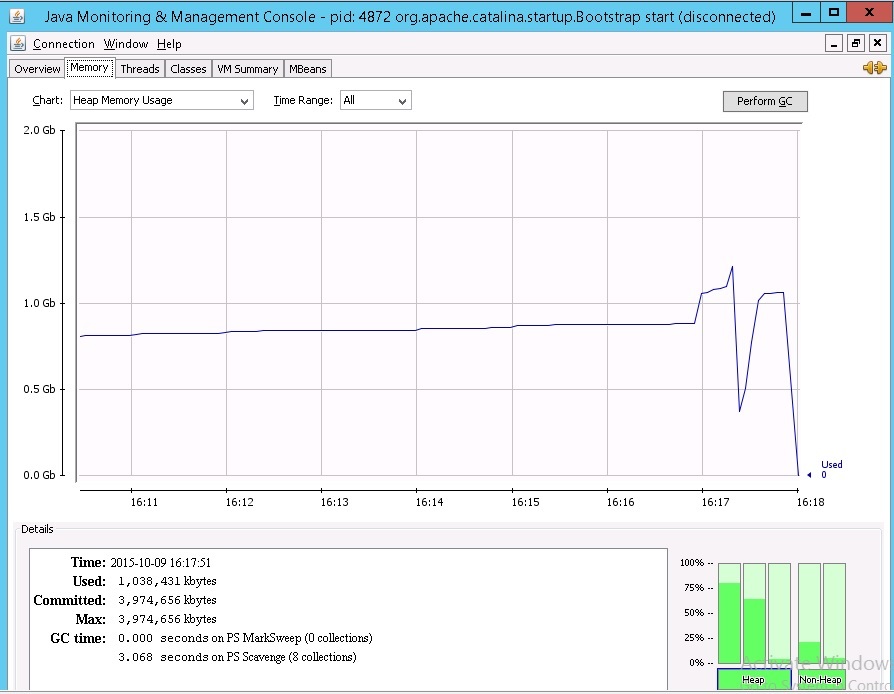 Java Monitoring & Management Console - pid: 4872 org.apache.catalina.startup.Bootstrap start (disconnected)
Connection Window Help
Overview Memory Threads Classes VM Summary MBeans
Chart: Heap Memory Usage Time Range: All Perform GC
2.0 Gb
1.5 Gb
1.0 Gb
0.5 Gb
0.0 Gb
Used
0
16:11 16:12 16:13 16:14 16:15 16:16 16:17 16:18
Details
Time: 2015-10-09 16:17:51
Used: 1,038,431 kbytes
Committed: 3,974,656 kbytes
Max: 3,974,656 kbytes
GC time: 0.000 seconds on PS MarkSweep (0 collections)
3.068 seconds on PS Scavenge (8 collections)
100% --
75% --
50% --
25% --
0% --
Heap Non-Heap
Activate Window